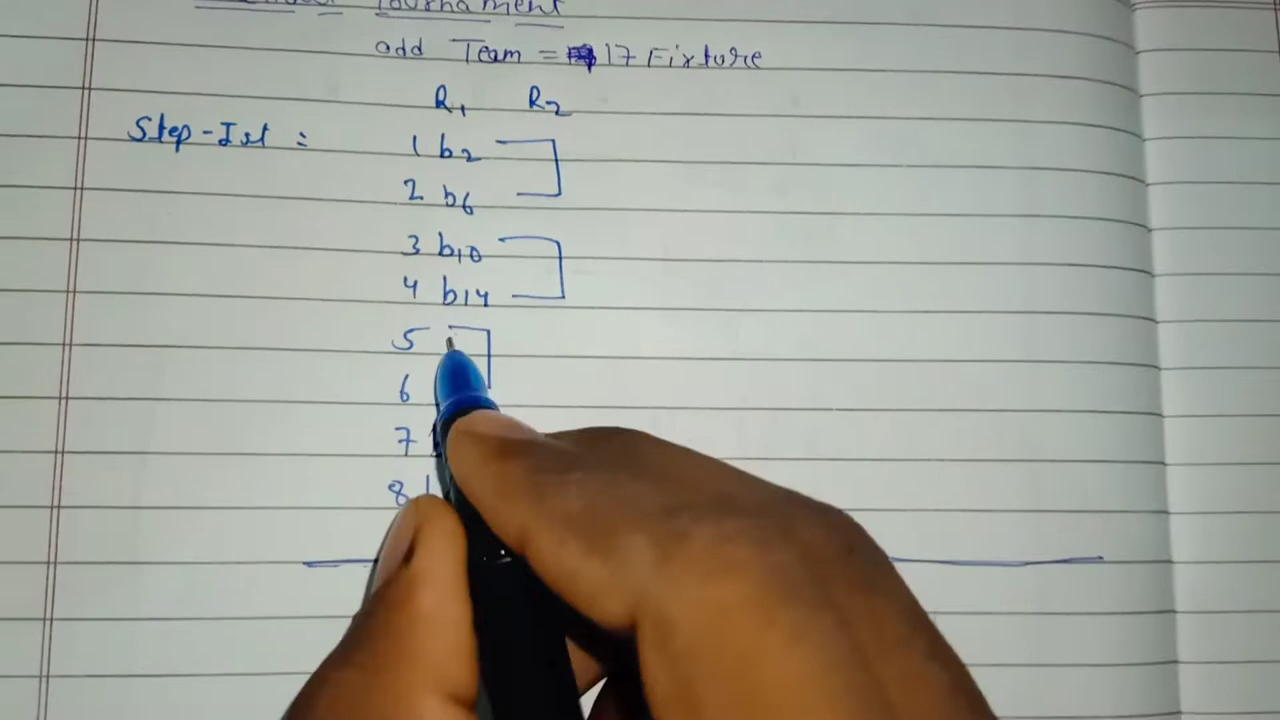 Tournament
add Team = 17 Fixture
R1 R2
Step-Ist :
1 b2
2 b6
3 b10
4 b14
5
6
7
8